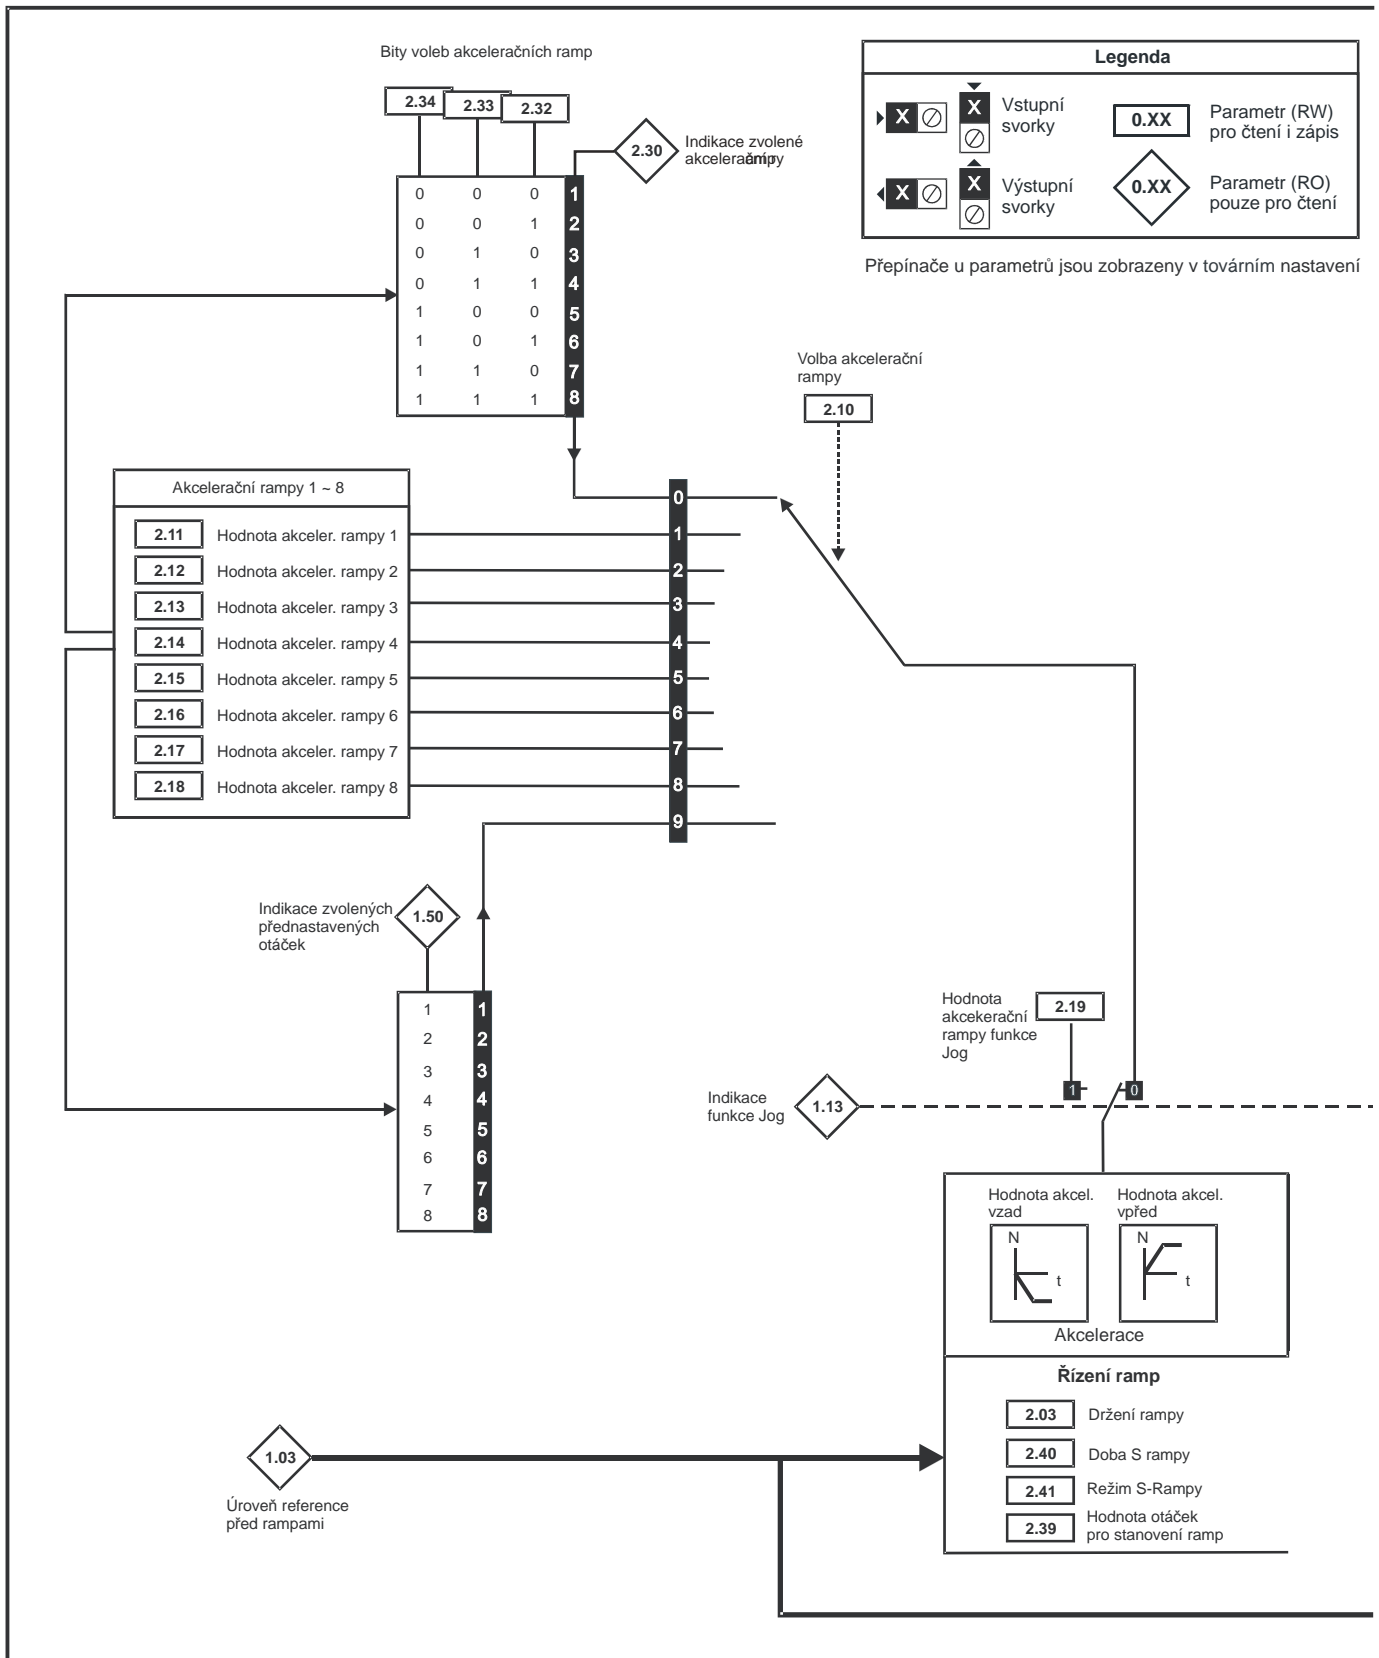 Bity voleb akceleračních ramp
2.34 2.33 2.32
2.30
Indikace zvolené
Legenda
X
X
Vstupní
svorky
0.XX
Parametr (RW)
pro čtení i zápis
X
X
Výstupní
svorky
0.XX
Parametr (RO)
pouze pro čtení
Přepínače u parametrů jsou zobrazeny v továrním nastavení
0 0 0 1
0 0 1 2
0 1 0 3
0 1 1 4
1 0 0 5
1 0 1 6
1 1 0 7
1 1 1 8
Volba akcelerační
rampy
2.10
Akcelerační rampy 1 ~ 8
2.11 Hodnota akceler. rampy 1
2.12 Hodnota akceler. rampy 2
2.13 Hodnota akceler. rampy 3
2.14 Hodnota akceler. rampy 4
2.15 Hodnota akceler. rampy 5
2.16 Hodnota akceler. rampy 6
2.17 Hodnota akceler. rampy 7
2.18 Hodnota akceler. rampy 8
0
1
2
3
4
5
6
7
8
9
Indikace zvolených
přednastavených
otáček
1.50
1 1
2 2
3 3
4 4
5 5
6 6
7 7
8 8
Hodnota
akcekerační
rampy funkce
Jog
2.19
1 0
Indikace
funkce Jog
1.13
Hodnota akcel.
vzad
Hodnota akcel.
vpřed
N
t
N
t
Akcelerace
Řízení ramp
2.03 Držení rampy
2.40 Doba S rampy
2.41 Režim S-Rampy
2.39 Hodnota otáček
pro stanovení ramp
1.03
Úroveň reference
před rampami